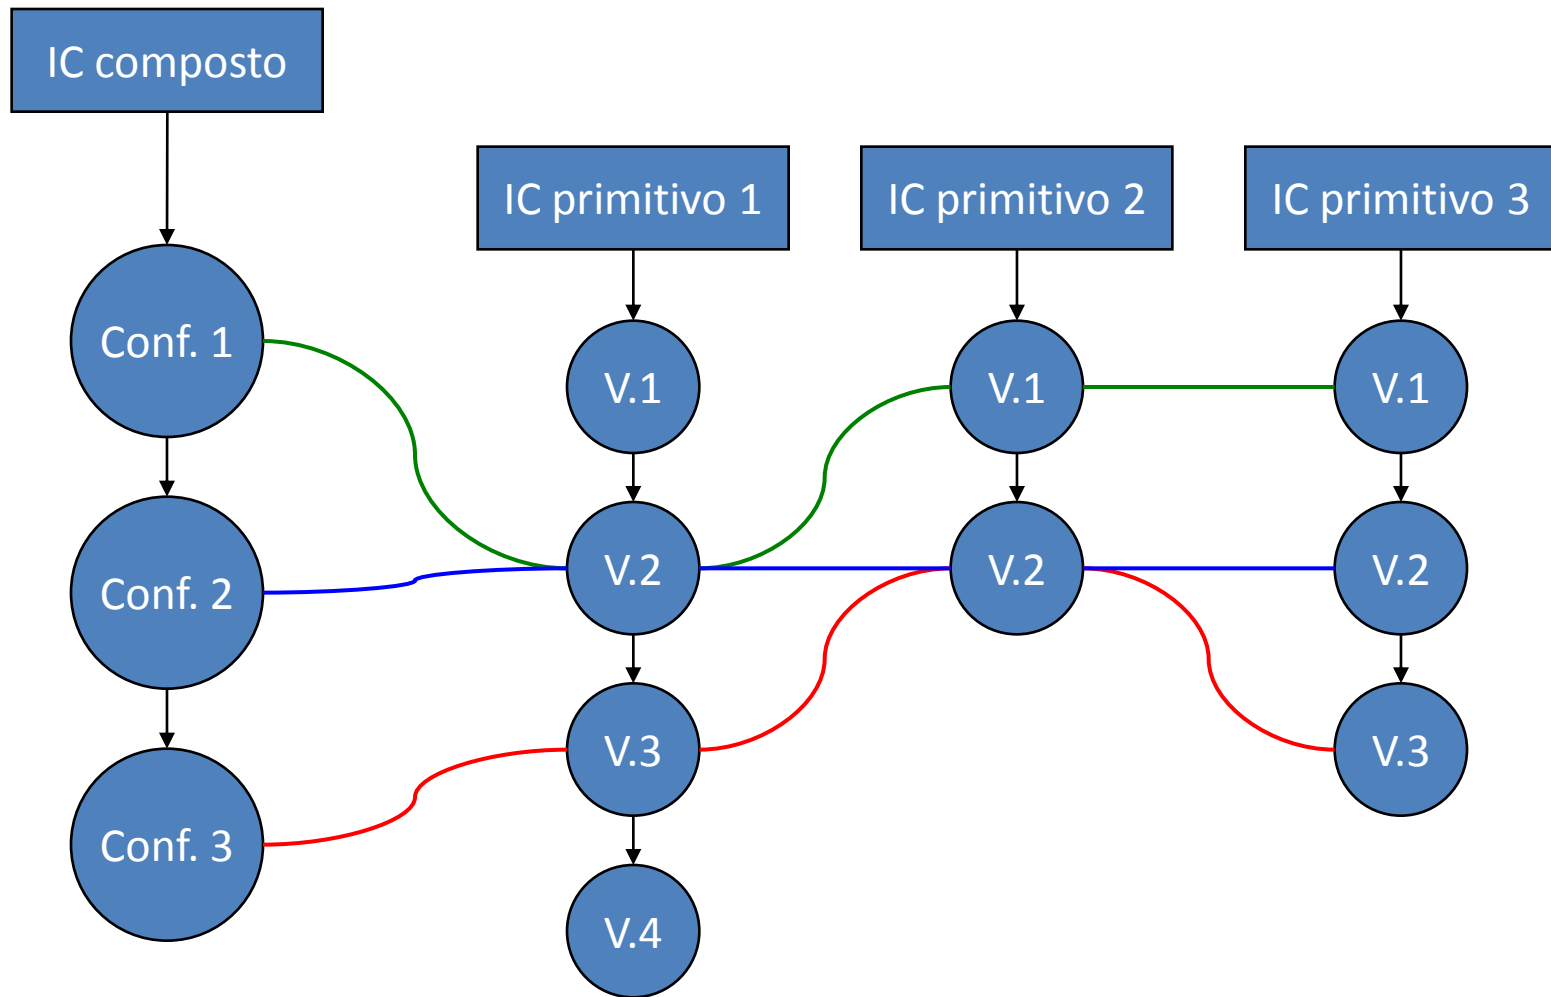 IC composto
IC primitivo 1
IC primitivo 2
IC primitivo 3
Conf. 1
V.1
V.1
V.1
Conf. 2
V.2
V.2
V.2
Conf. 3
V.3
V.3
V.4